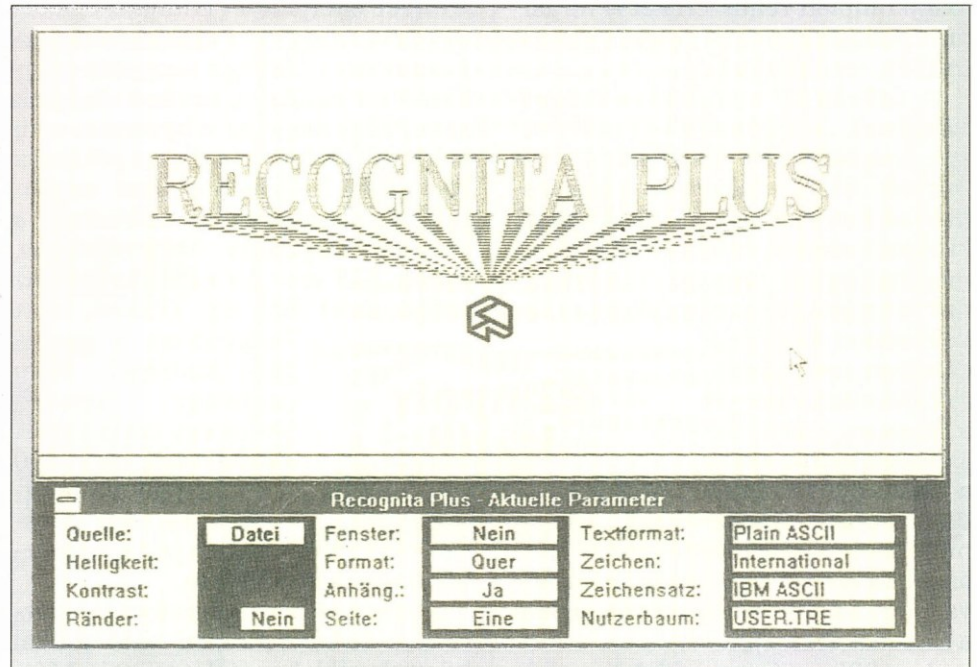 RECOGNITA PLUS
Recognita Plus - Aktuelle Parameter
Quelle: Datei Fenster: Nein Textformat: Plain ASCII
Helligkeit: Format: Quer Zeichen: International
Kontrast: Anhäng.: Ja Zeichensatz: IBM ASCII
Ränder: Nein Seite: Eine Nutzerbaum: USER.TRE